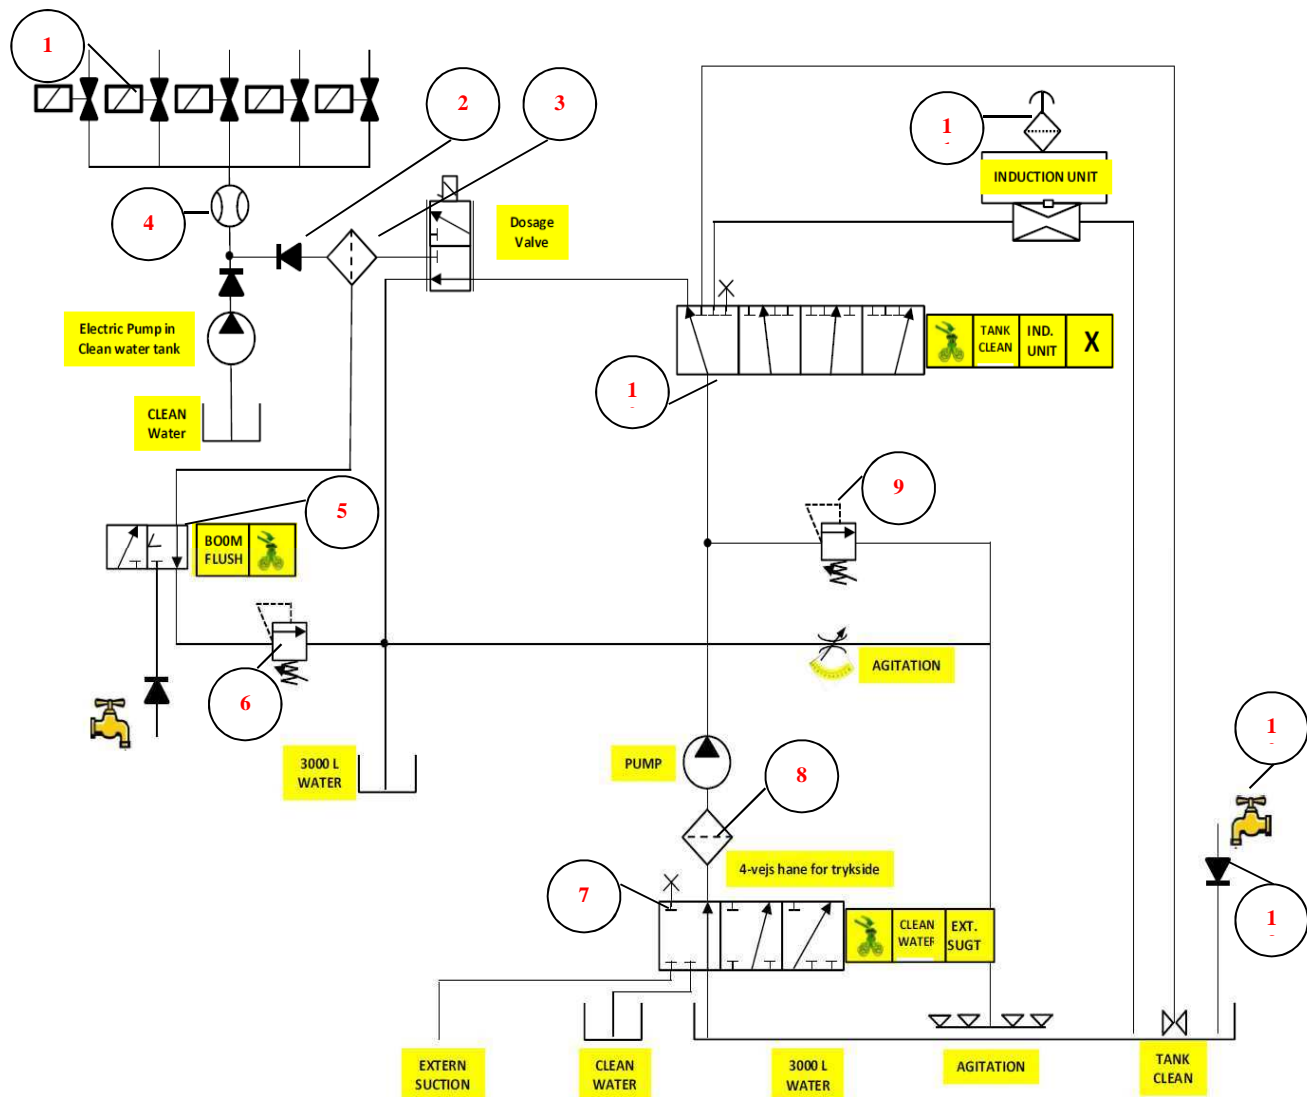 1
2
3
4
1
INDUCTION UNIT
Dosage
Valve
Electric Pump in
Clean water tank
TANK
CLEAN
IND.
UNIT
X
1
CLEAN
Water
5
BOOM
FLUSH
9
6
AGITATION
3000 L
WATER
PUMP
8
1
4-vejs hane for trykside
7
CLEAN
WATER
EXT.
SUGT
1
EXTERN
SUCTION
CLEAN
WATER
3000 L
WATER
AGITATION
TANK
CLEAN